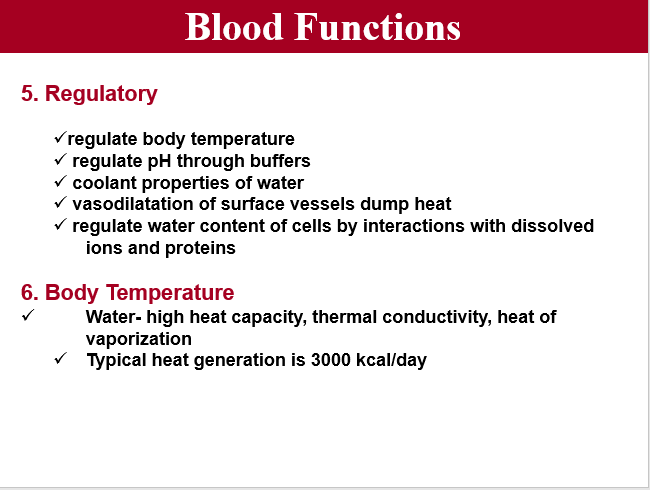 Blood Functions
5. Regulatory
✓regulate body temperature
✓ regulate pH through buffers
✓ coolant properties of water
✓ vasodilatation of surface vessels dump heat
✓ regulate water content of cells by interactions with dissolved
ions and proteins
6. Body Temperature
✓ Water- high heat capacity, thermal conductivity, heat of
vaporization
✓ Typical heat generation is 3000 kcal/day